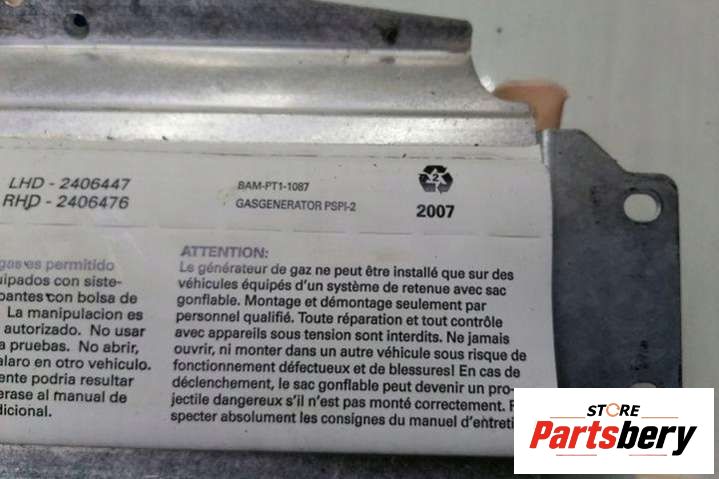 LHD - 2406447
RHD - 2406476
BAM-PT1-1087
GASGENERATOR PSPI-2
2
2007
gas es permitido
uipados con siste-
pantes con bolsa de
La manipulacion es
autorizado. No usar
a pruebas. No abrir,
alaro en otro vehiculo.
ente podria resultar
erase al manual de
dicional.
ATTENTION:
Le générateur de gaz ne peut être installé que sur des
véhicules équipés d'un système de retenue avec sac
gonflable. Montage et démontage seulement par
personnel qualifié. Toute réparation et tout contrôle
avec appareils sous tension sont interdits. Ne jamais
ouvrir, ni monter dans un autre véhicule sous risque de
fonctionnement défectueux et de blessures! En cas de
déclenchement, le sac gonflable peut devenir un pro-
jectile dangereux s'il n'est pas monté correctement.
specter absolument les consignes du manuel d'entreti
STORE
Partsbery